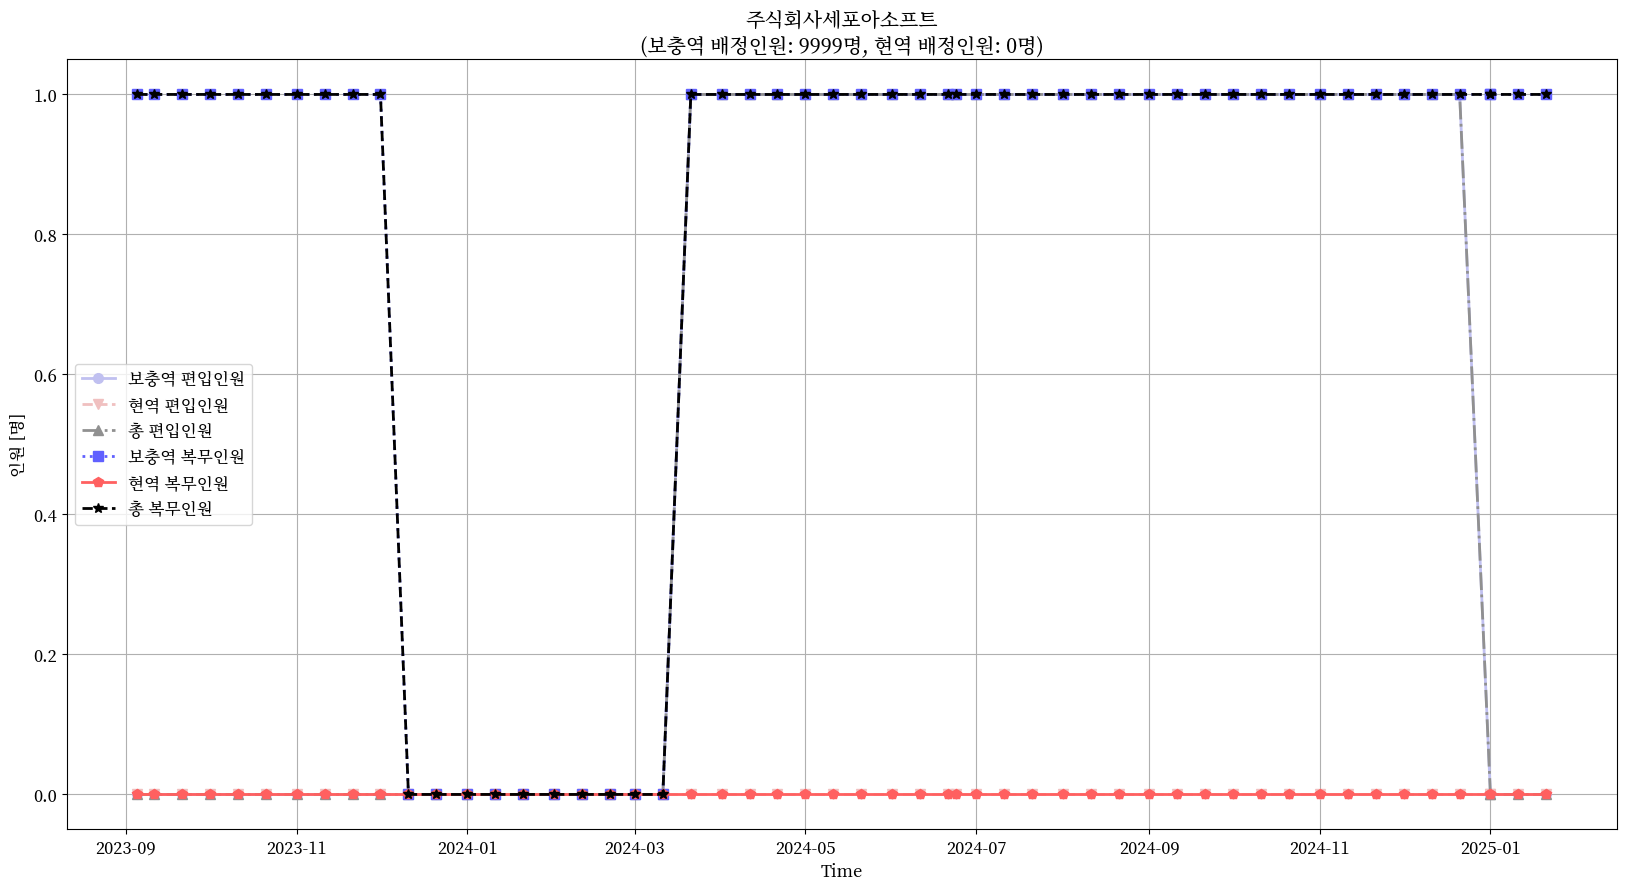 주식회사세포아소프트
(보충역 배정인원: 9999명, 현역 배정인원: 0명)
1.0
0.8
0.6
0.4
0.2
0.0
인원 [명]
보충역 편입인원
현역 편입인원
총 편입인원
보충역 복무인원
현역 복무인원
총 복무인원
2023-09
2023-11
2024-01
2024-03
2024-05
2024-07
2024-09
2024-11
2025-01
Time